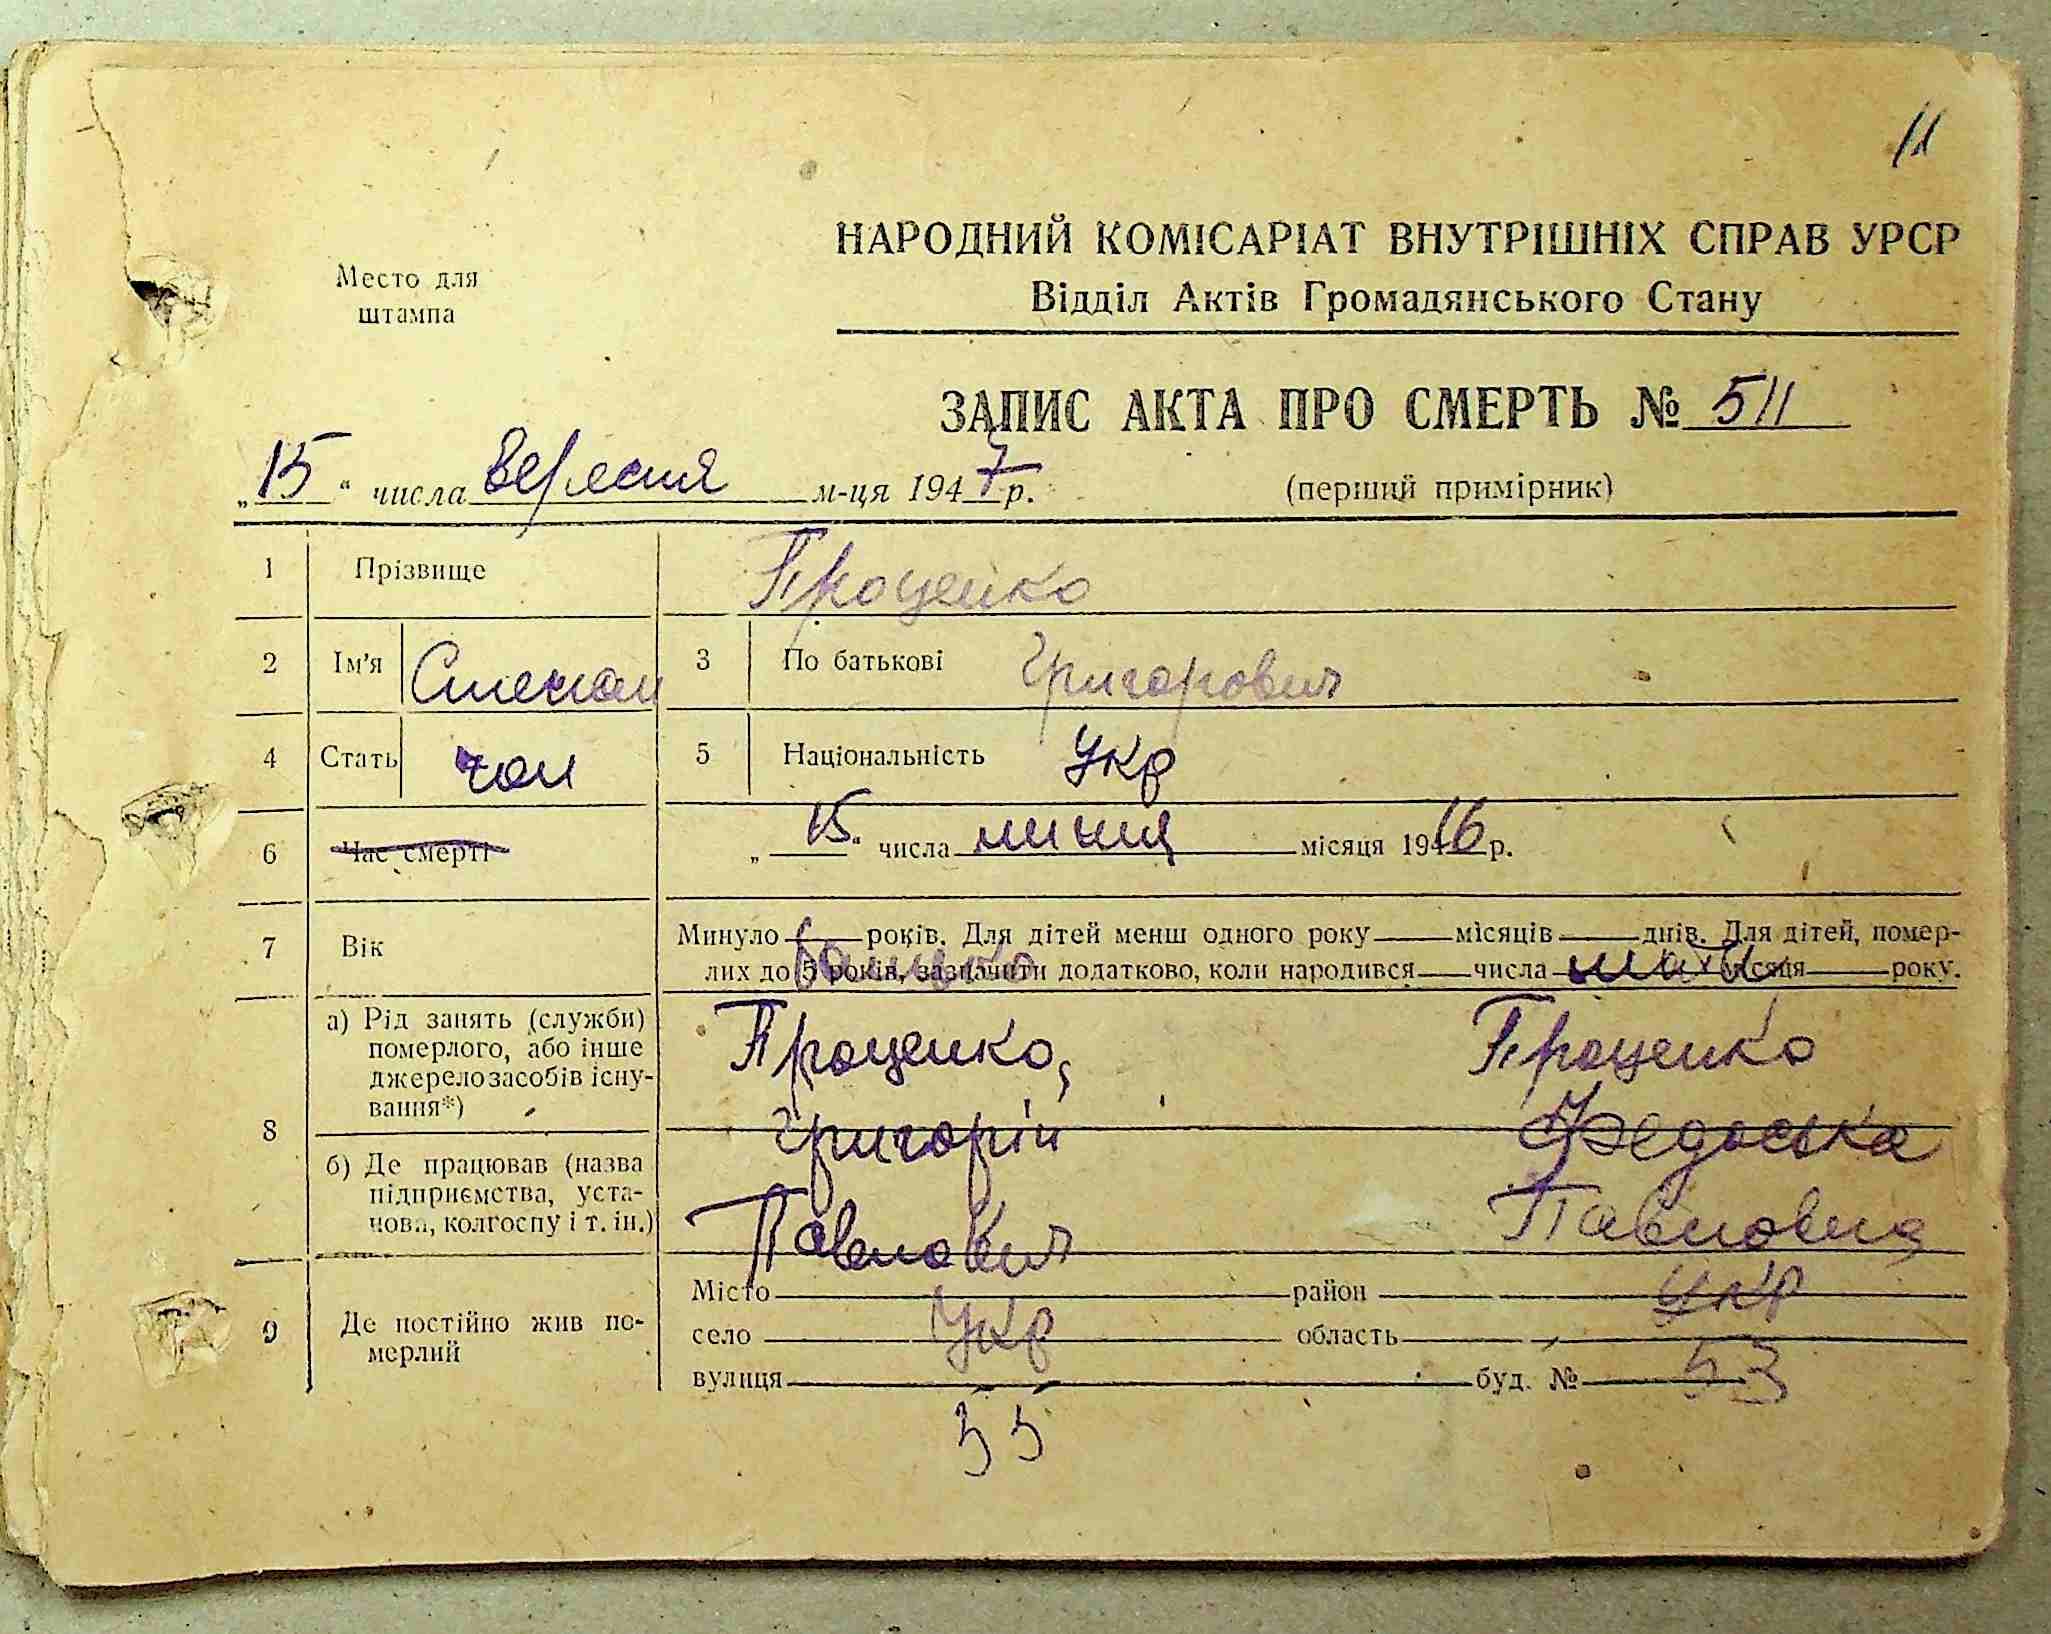 11
НАРОДНИЙ КОМІСАРІАТ ВНУТРІШНІХ СПРАВ УРСР
Відділ Актів Громадянського Стану
Место для
штампа
ЗАПИС АКТА ПРО СМЕРТЬ № 511
„15“ числа вересня м-ця 1947 р. (перший примірник)
1 Прізвище Проценко
2 Ім'я Степан 3 По батькові Григорович
4 Стать чол 5 Національність Укр
6 Час смерті „15“ числа липня місяця 1916 р.
7 Вік Минуло років. Для дітей менш одного року місяців днів. Для дітей, помер-
лих до 5 років, зазначити додатково, коли народився числа місяця року.
батько мати
8 а) Рід занять (служби)
померлого, або інше
джерело засобів існу-
вання*)
Проценко, Проценко
Григорій Федоська
б) Де працював (назва
підприємства, уста-
нова, колгоспу і т. ін.)
Павлович Павловна
9 Де постійно жив по-
мерлий
Місто район укр
село Укр область
вулиця буд. № 53
55